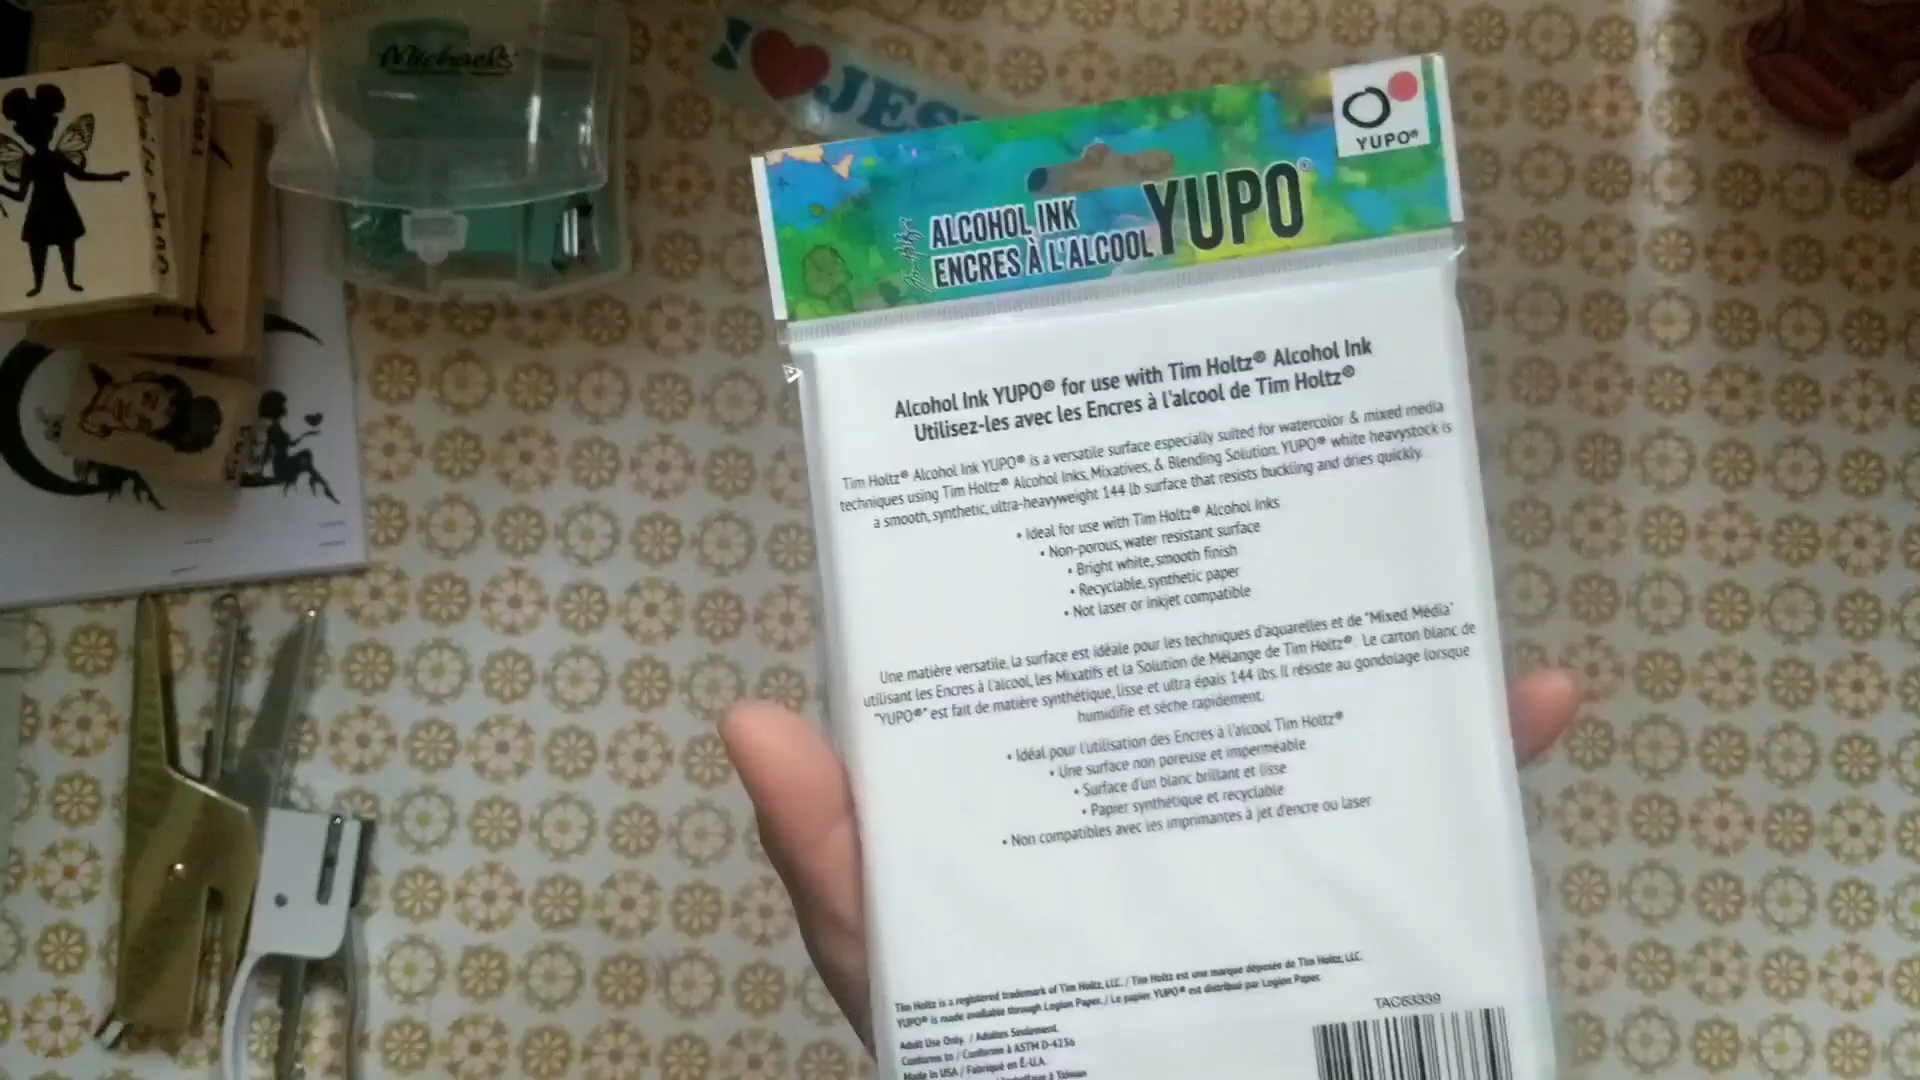 Michaels
I ♥ JES
YUPO®
ALCOHOL INK
ENCRES À L'ALCOOL
YUPO®
Alcohol Ink YUPO® for use with Tim Holtz® Alcohol Ink
Utilisez-les avec les Encres à l'alcool de Tim Holtz®
Tim Holtz® Alcohol Ink YUPO® is a versatile surface especially suited for watercolor & mixed media
techniques using Tim Holtz® Alcohol Inks, Mixatives, & Blending Solution. YUPO® white heavystock is
a smooth, synthetic, ultra-heavyweight 144 lb surface that resists buckling and dries quickly.
• Ideal for use with Tim Holtz® Alcohol Inks
• Non-porous, water resistant surface
• Bright white, smooth finish
• Recyclable, synthetic paper
• Not laser or inkjet compatible
Une matière versatile, la surface est idéale pour les techniques d'aquarelles et de "Mixed Média"
utilisant les Encres à l'alcool, les Mixatifs et la Solution de Mélange de Tim Holtz®. Le carton blanc de
"YUPO®" est fait de matière synthétique, lisse et ultra épais 144 lbs. Il résiste au gondolage lorsque
humidifie et sèche rapidement.
• Idéal pour l'utilisation des Encres à l'alcool Tim Holtz®
• Une surface non poreuse et imperméable
• Surface d'un blanc brillant et lisse
• Papier synthétique et recyclable
• Non compatibles avec les imprimantes à jet d'encre ou laser
Tim Holtz is a registered trademark of Tim Holtz, LLC. / Tim Holtz est une marque déposée de Tim Holtz, LLC.
YUPO® is made available through Legion Paper. / Le papier YUPO® est distribué par Legion Paper.
Adult Use Only. / Adultes Seulement.
Conforms to / Conforme à ASTM D-4236
Made in USA / Fabriqué en É-U.A.
à Taiwan
TAC63339